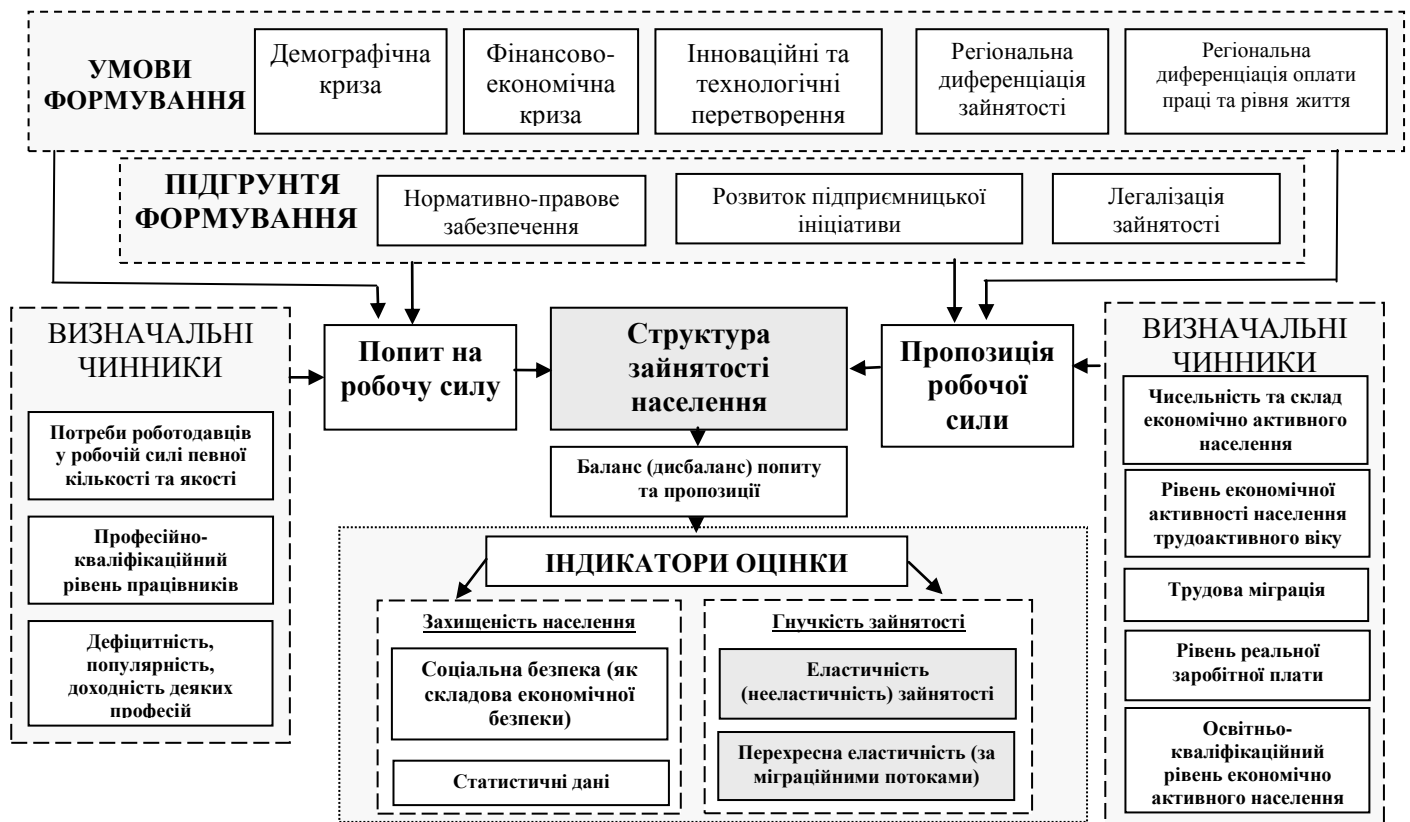 УМОВИ
ФОРМУВАННЯ
Демографічна
криза
Фінансово-
економічна
криза
Інноваційні та
технологічні
перетворення
Регіональна
диференціація
зайнятості
Регіональна
диференціація оплати
праці та рівня життя
ПІДГРУНТЯ
ФОРМУВАННЯ
Нормативно-правове
забезпечення
Розвиток підприємницької
ініціативи
Легалізація
зайнятості
ВИЗНАЧАЛЬНІ
ЧИННИКИ
Потреби роботодавців
у робочій силі певної
кількості та якості
Професійно-
кваліфікаційний
рівень працівників
Дефіцитність,
популярність,
доходність деяких
професій
Попит на
робочу силу
Структура
зайнятості
населення
Пропозиція
робочої
сили
Баланс (дисбаланс) попиту
та пропозиції
ІНДИКАТОРИ ОЦІНКИ
Захищеність населення
Соціальна безпека (як
складова економічної
безпеки)
Статистичні дані
Гнучкість зайнятості
Еластичність
(нееластичність) зайнятості
Перехресна еластичність (за
міграційними потоками)
ВИЗНАЧАЛЬНІ
ЧИННИКИ
Чисельність та склад
економічно активного
населення
Рівень економічної
активності населення
трудоактивного віку
Трудова міграція
Рівень реальної
заробітної плати
Освітньо-
кваліфікаційний
рівень економічно
активного населення